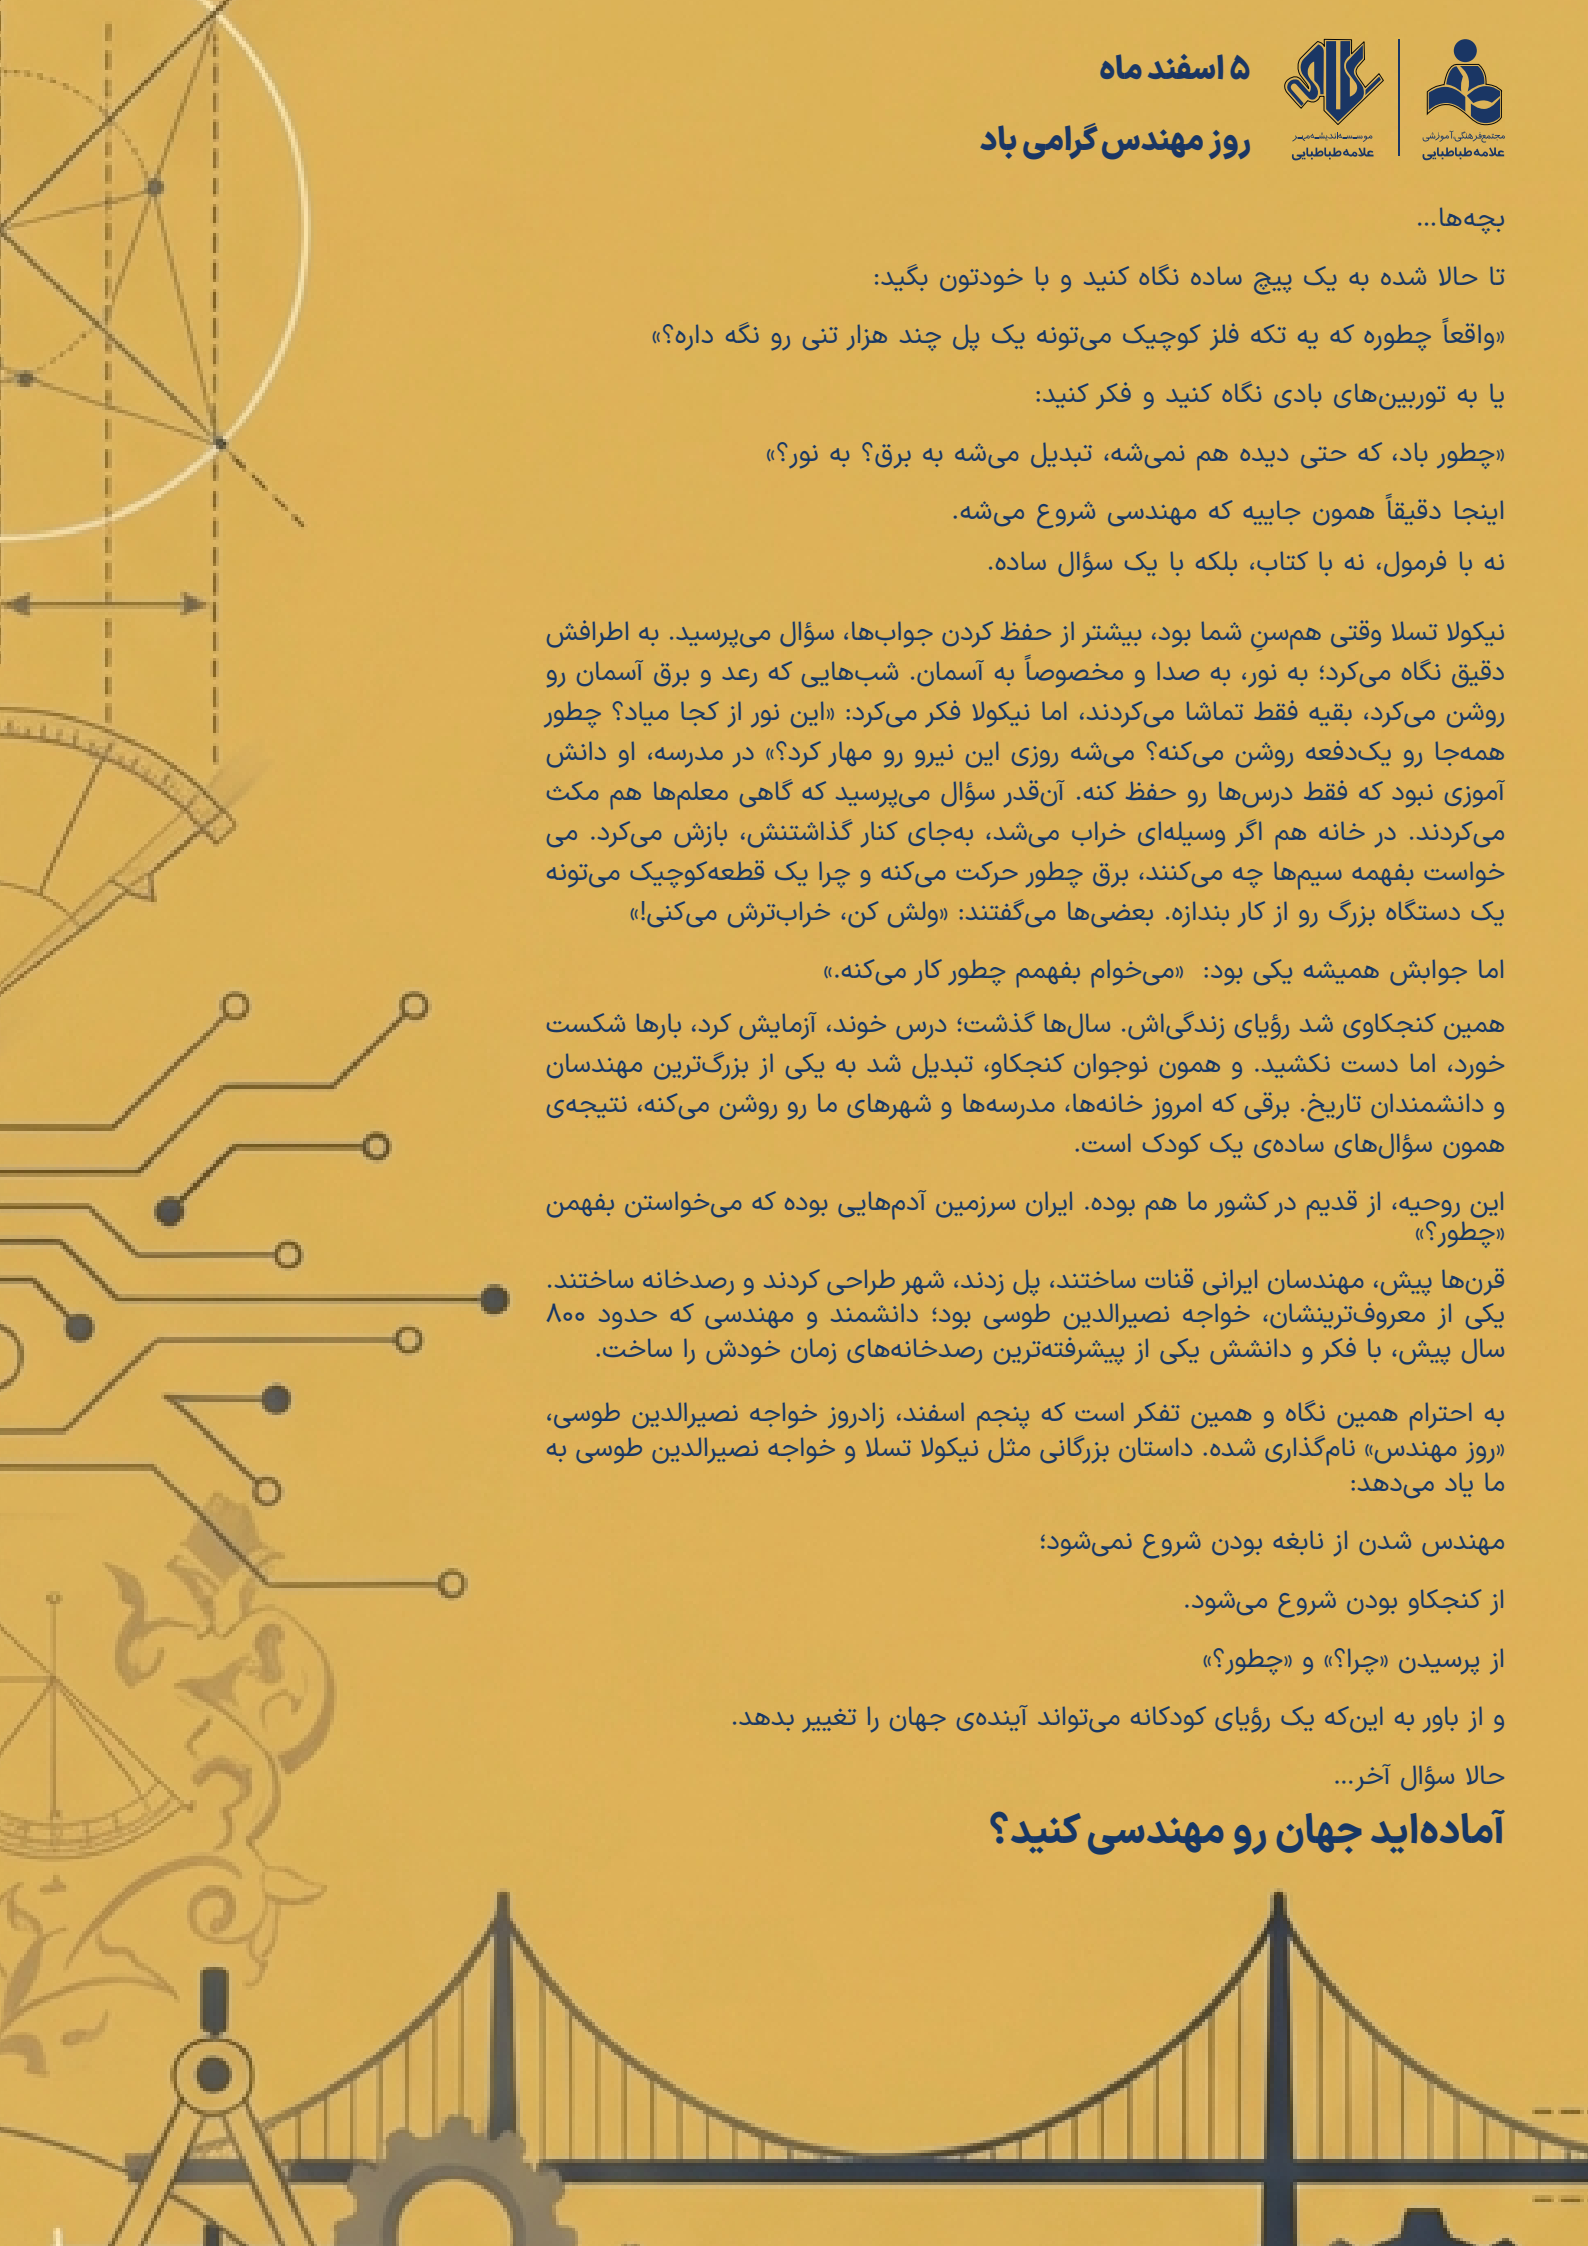 مجتمع فرهنگی آموزشی
علامه طباطبایی
موسسه اندیشه مهر
علامه طباطبایی
۵ اسفند ماه
روز مهندس گرامی باد
بچه‌ها...
تا حالا شده به یک پیچ ساده نگاه کنید و با خودتون بگید:
«واقعاً چطوره که یه تکه فلز کوچیک می‌تونه یک پل چند هزار تنی رو نگه داره؟»
یا به توربین‌های بادی نگاه کنید و فکر کنید:
«چطور باد، که حتی دیده هم نمی‌شه، تبدیل می‌شه به برق؟ به نور؟»
اینجا دقیقاً همون جاییه که مهندسی شروع می‌شه.
نه با فرمول، نه با کتاب، بلکه با یک سؤال ساده.
نیکولا تسلا وقتی هم‌سنِ شما بود، بیشتر از حفظ کردن جواب‌ها، سؤال می‌پرسید. به اطرافش
دقیق نگاه می‌کرد؛ به نور، به صدا و مخصوصاً به آسمان. شب‌هایی که رعد و برق آسمان رو
روشن می‌کرد، بقیه فقط تماشا می‌کردند، اما نیکولا فکر می‌کرد: «این نور از کجا میاد؟ چطور
همه‌جا رو یک‌دفعه روشن می‌کنه؟ می‌شه روزی این نیرو رو مهار کرد؟» در مدرسه، او دانش
آموزی نبود که فقط درس‌ها رو حفظ کنه. آن‌قدر سؤال می‌پرسید که گاهی معلم‌ها هم مکث
می‌کردند. در خانه هم اگر وسیله‌ای خراب می‌شد، به‌جای کنار گذاشتنش، بازش می‌کرد. می
خواست بفهمه سیم‌ها چه می‌کنند، برق چطور حرکت می‌کنه و چرا یک قطعه‌کوچیک می‌تونه
یک دستگاه بزرگ رو از کار بندازه. بعضی‌ها می‌گفتند: «ولش کن، خراب‌ترش می‌کنی!»
اما جوابش همیشه یکی بود: «می‌خوام بفهمم چطور کار می‌کنه.»
همین کنجکاوی شد رؤیای زندگی‌اش. سال‌ها گذشت؛ درس خوند، آزمایش کرد، بارها شکست
خورد، اما دست نکشید. و همون نوجوان کنجکاو، تبدیل شد به یکی از بزرگ‌ترین مهندسان
و دانشمندان تاریخ. برقی که امروز خانه‌ها، مدرسه‌ها و شهرهای ما رو روشن می‌کنه، نتیجه‌ی
همون سؤال‌های ساده‌ی یک کودک است.
این روحیه، از قدیم در کشور ما هم بوده. ایران سرزمین آدم‌هایی بوده که می‌خواستن بفهمن
«چطور؟»
قرن‌ها پیش، مهندسان ایرانی قنات ساختند، پل زدند، شهر طراحی کردند و رصدخانه ساختند.
یکی از معروف‌ترینشان، خواجه نصیرالدین طوسی بود؛ دانشمند و مهندسی که حدود ۸۰۰
سال پیش، با فکر و دانشش یکی از پیشرفته‌ترین رصدخانه‌های زمان خودش را ساخت.
به احترام همین نگاه و همین تفکر است که پنجم اسفند، زادروز خواجه نصیرالدین طوسی،
«روز مهندس» نام‌گذاری شده. داستان بزرگانی مثل نیکولا تسلا و خواجه نصیرالدین طوسی به
ما یاد می‌دهد:
مهندس شدن از نابغه بودن شروع نمی‌شود؛
از کنجکاو بودن شروع می‌شود.
از پرسیدن «چرا؟» و «چطور؟»
و از باور به این‌که یک رؤیای کودکانه می‌تواند آینده‌ی جهان را تغییر بدهد.
حالا سؤال آخر...
آماده‌اید جهان رو مهندسی کنید؟